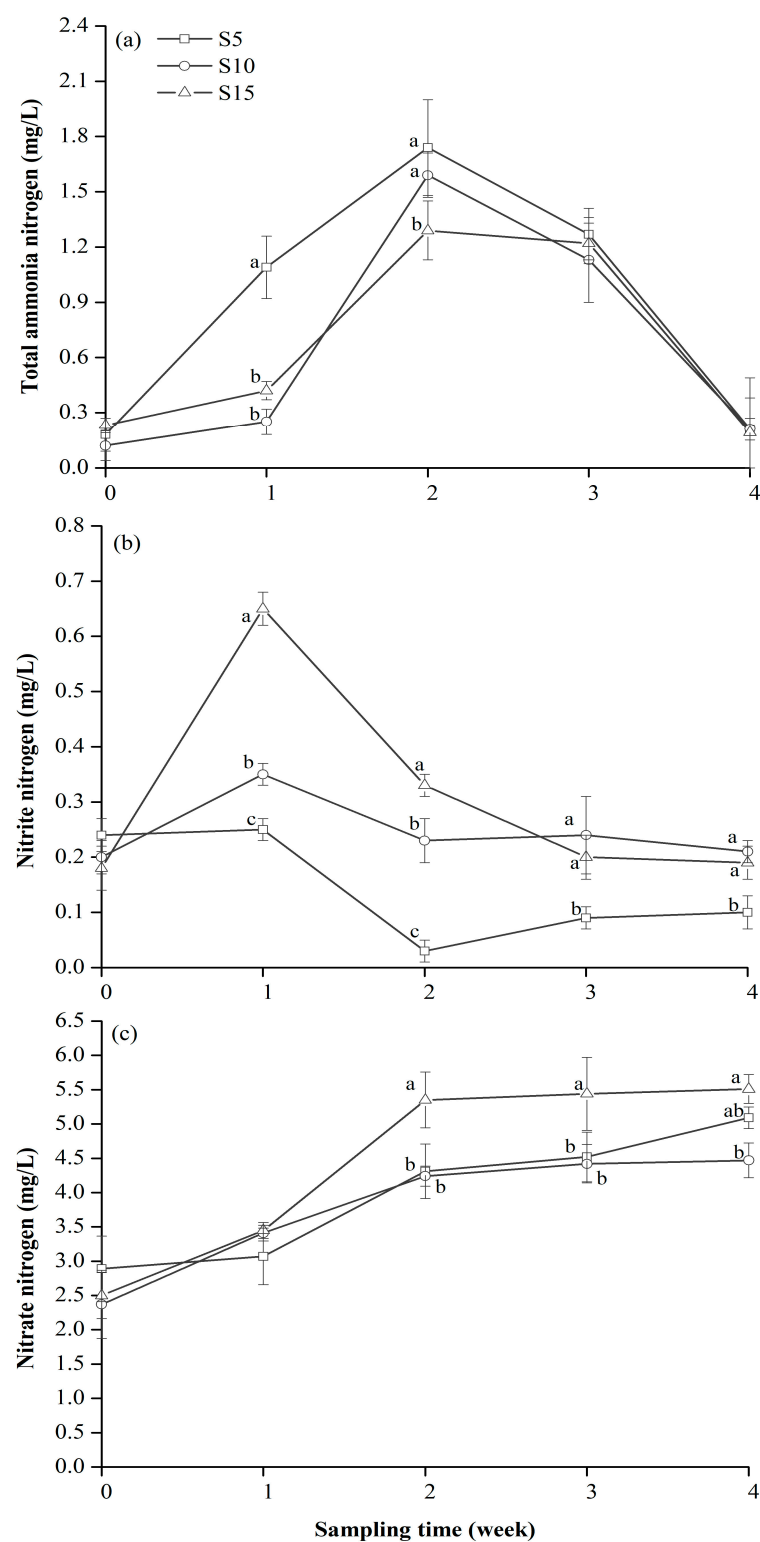 (a)
S5
S10
S15
Total ammonia nitrogen (mg/L)
2.4
2.1
1.8
1.5
1.2
0.9
0.6
0.3
0.0
a
b
b
a
a
b
0 1 2 3 4
(b)
Nitrite nitrogen (mg/L)
0.8
0.7
0.6
0.5
0.4
0.3
0.2
0.1
0.0
a
b
c
a
b
c
a
a
b
a
a
b
0 1 2 3 4
(c)
Nitrate nitrogen (mg/L)
6.5
6.0
5.5
5.0
4.5
4.0
3.5
3.0
2.5
2.0
1.5
1.0
0.5
0.0
a
b
b
a
b
b
a
ab
b
0 1 2 3 4
Sampling time (week)